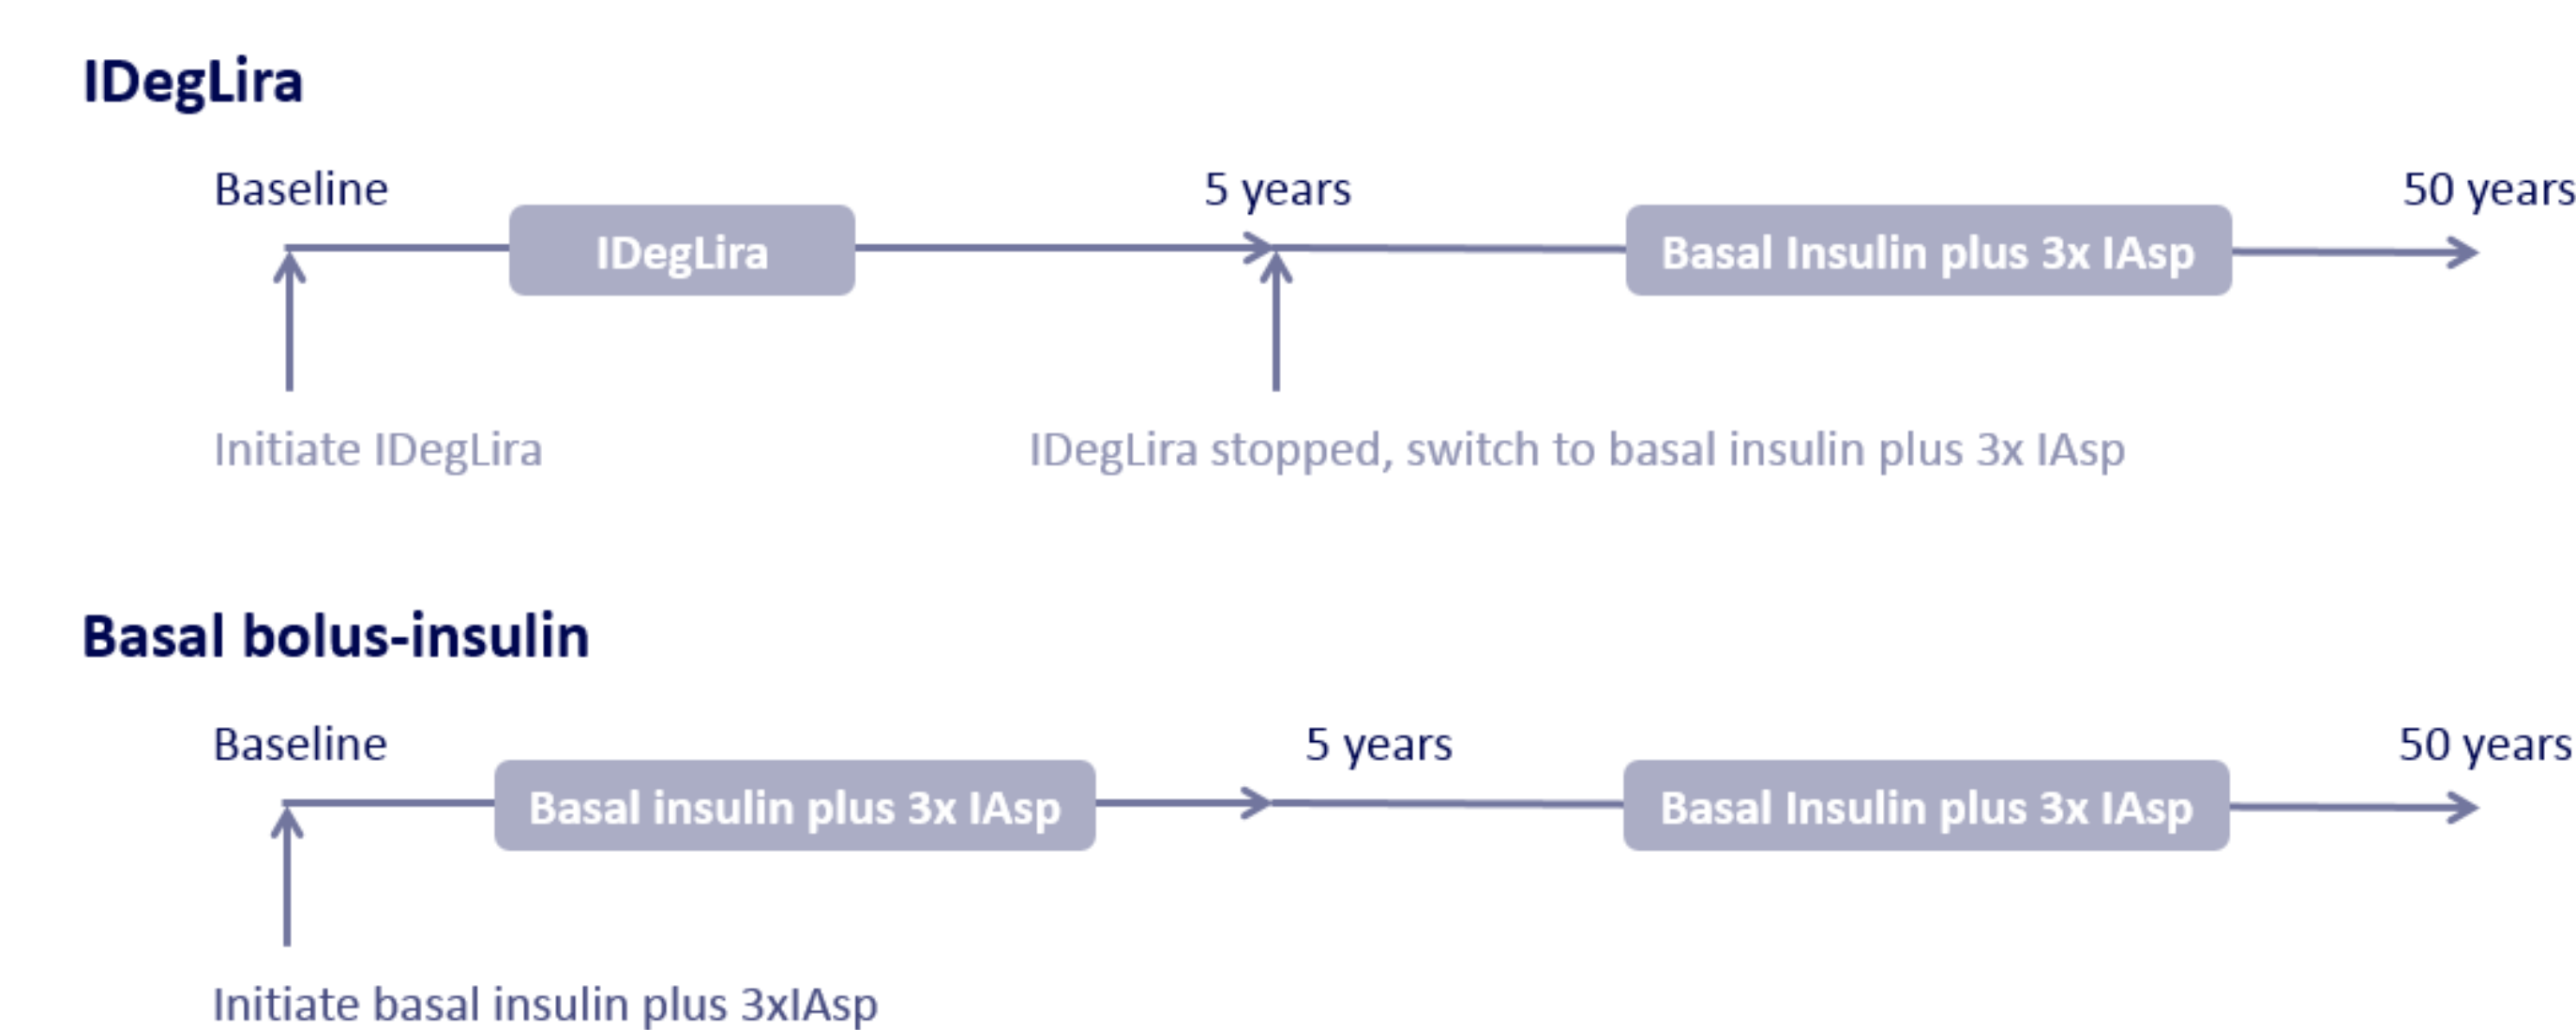 IDegLira
Baseline
5 years
50 years
IDegLira
Basal Insulin plus 3x IAsp
Initiate IDegLira
IDegLira stopped, switch to basal insulin plus 3x IAsp
Basal bolus-insulin
Baseline
5 years
50 years
Basal insulin plus 3x IAsp
Basal Insulin plus 3x IAsp
Initiate basal insulin plus 3xIAsp